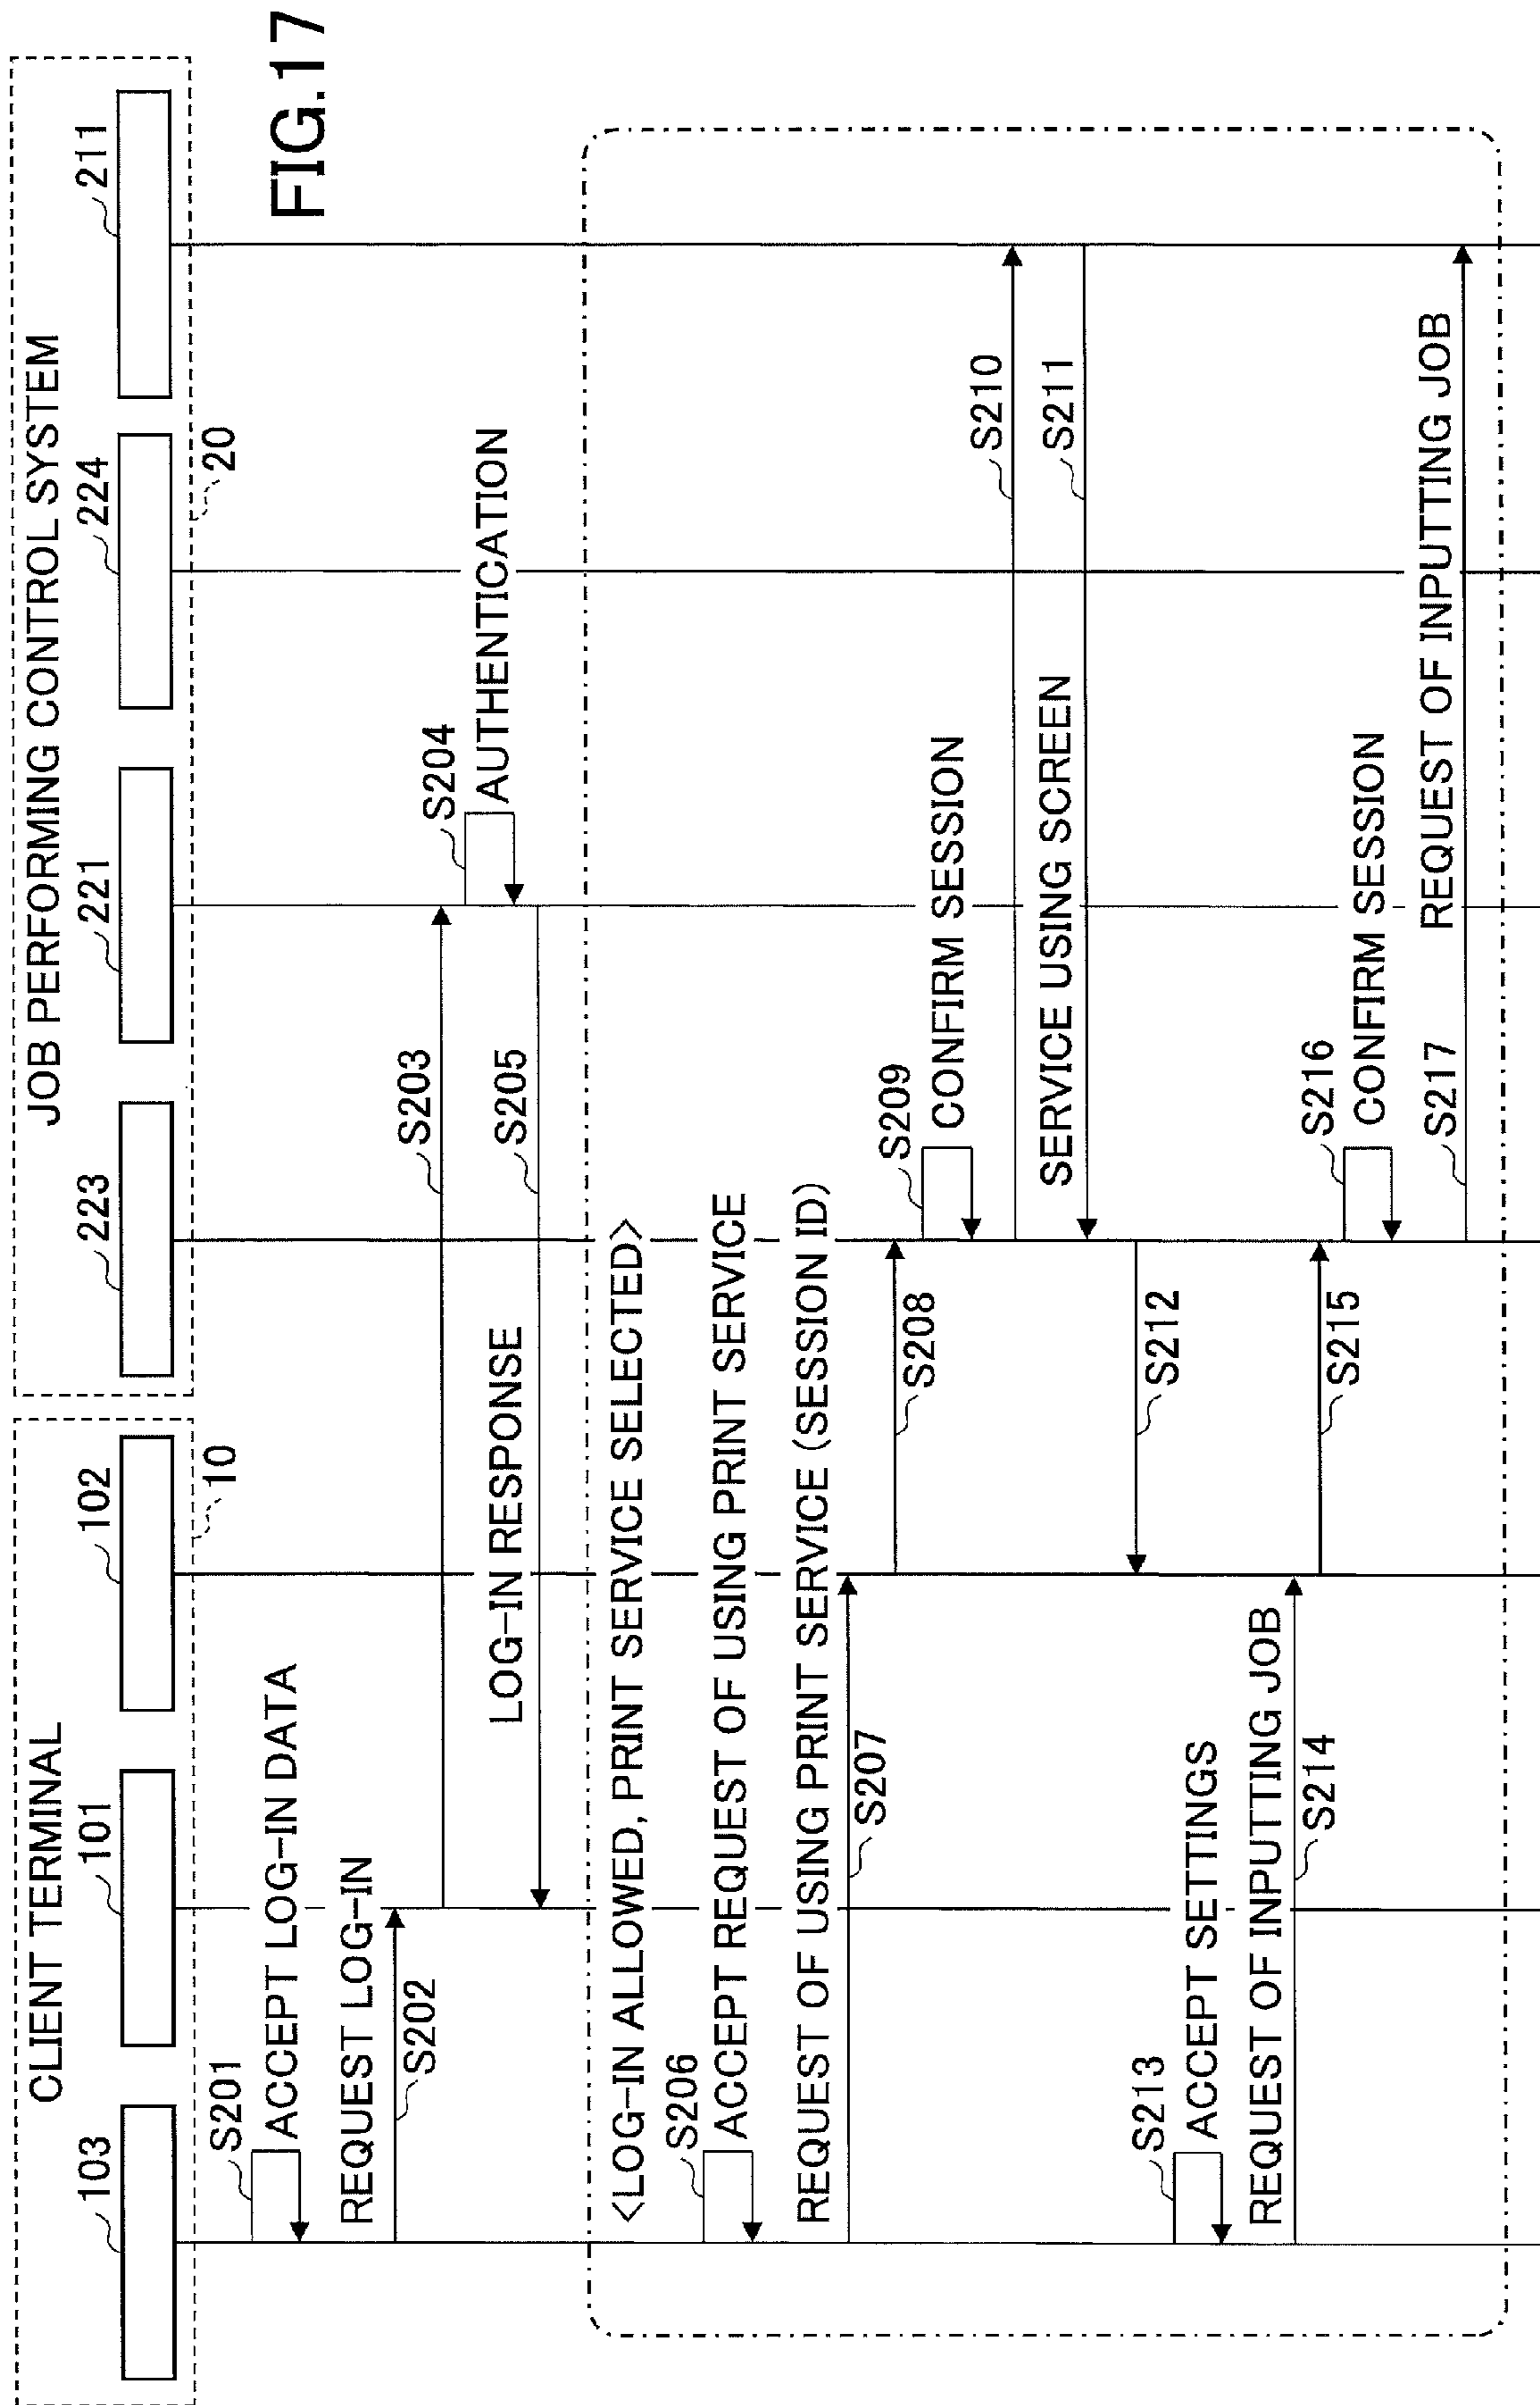 FIG.17
CLIENT TERMINAL
JOB PERFORMING CONTROL SYSTEM
103
101
102
223
221
224
211
10
20
S201
ACCEPT LOG-IN DATA
REQUEST LOG-IN
S202
S203
S204
AUTHENTICATION
S205
LOG-IN RESPONSE
<LOG-IN ALLOWED, PRINT SERVICE SELECTED>
S206
ACCEPT REQUEST OF USING PRINT SERVICE
REQUEST OF USING PRINT SERVICE (SESSION ID)
S207
S208
S209
CONFIRM SESSION
S210
SERVICE USING SCREEN
S211
S212
S213
ACCEPT SETTINGS
REQUEST OF INPUTTING JOB
S214
S215
S216
CONFIRM SESSION
S217
REQUEST OF INPUTTING JOB